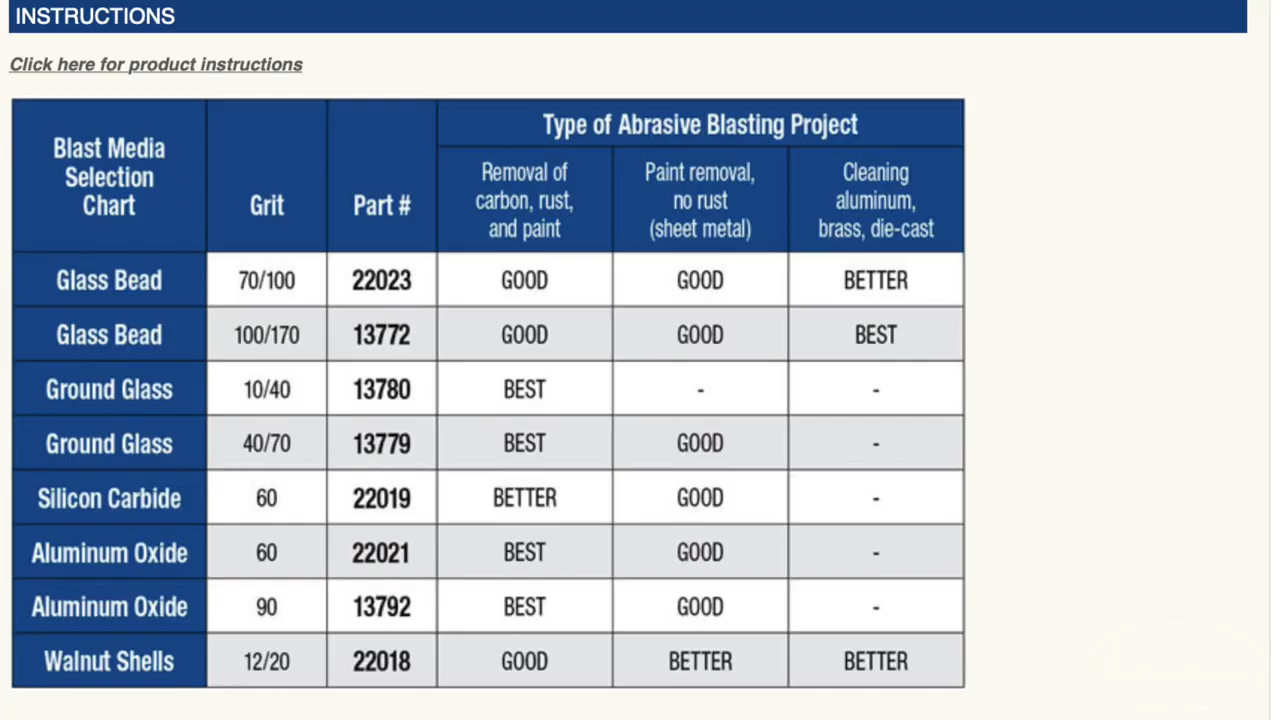 INSTRUCTIONS
Click here for product instructions
Blast Media Selection Chart Grit Part # Type of Abrasive Blasting Project
Removal of carbon, rust, and paint Paint removal, no rust (sheet metal) Cleaning aluminum, brass, die-cast
Glass Bead 70/100 22023 GOOD GOOD BETTER
Glass Bead 100/170 13772 GOOD GOOD BEST
Ground Glass 10/40 13780 BEST - -
Ground Glass 40/70 13779 BEST GOOD -
Silicon Carbide 60 22019 BETTER GOOD -
Aluminum Oxide 60 22021 BEST GOOD -
Aluminum Oxide 90 13792 BEST GOOD -
Walnut Shells 12/20 22018 GOOD BETTER BETTER